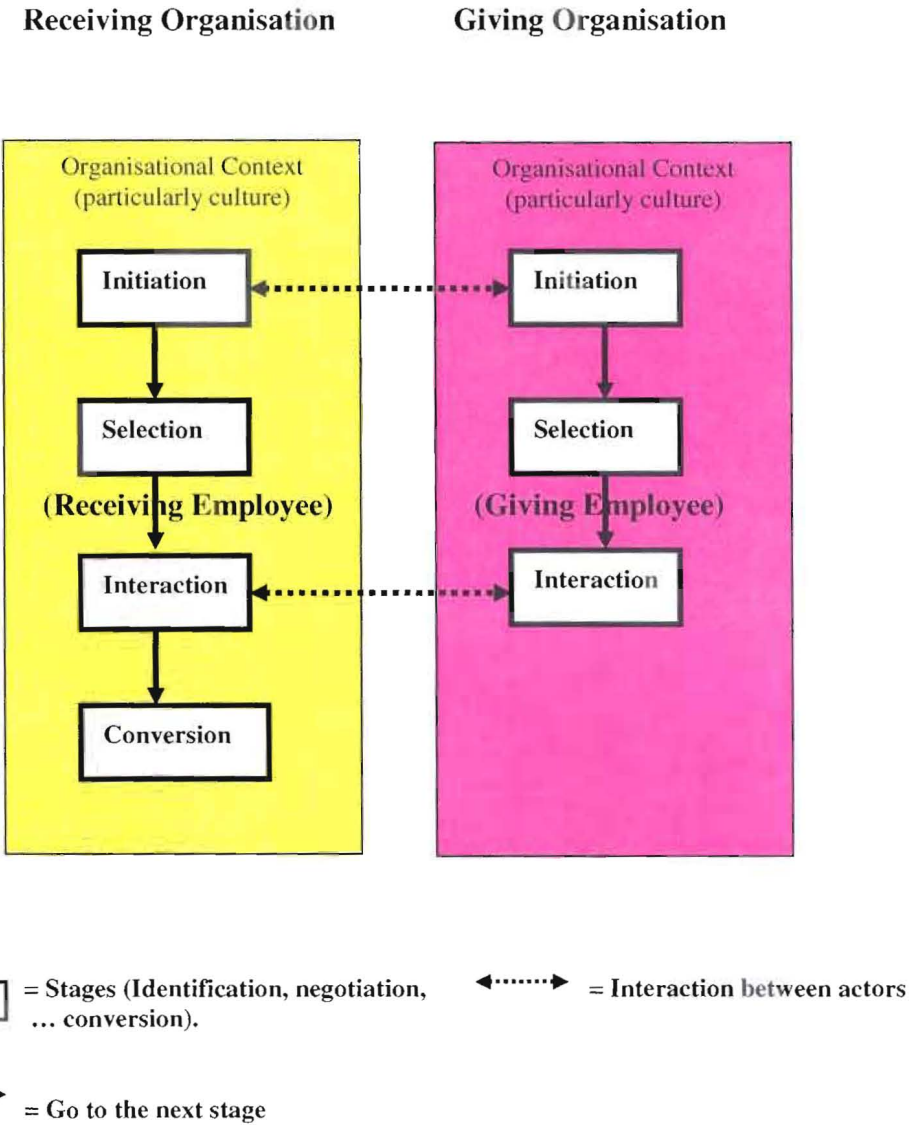 Receiving Organisation
Giving Organisation
Organisational Context
(particularly culture)
Initiation
Selection
(Receiving Employee)
Interaction
Conversion
Organisational Context
(particularly culture)
Initiation
Selection
(Giving Employee)
Interaction
= Stages (Identification, negotiation,
... conversion).
= Interaction between actors
= Go to the next stage